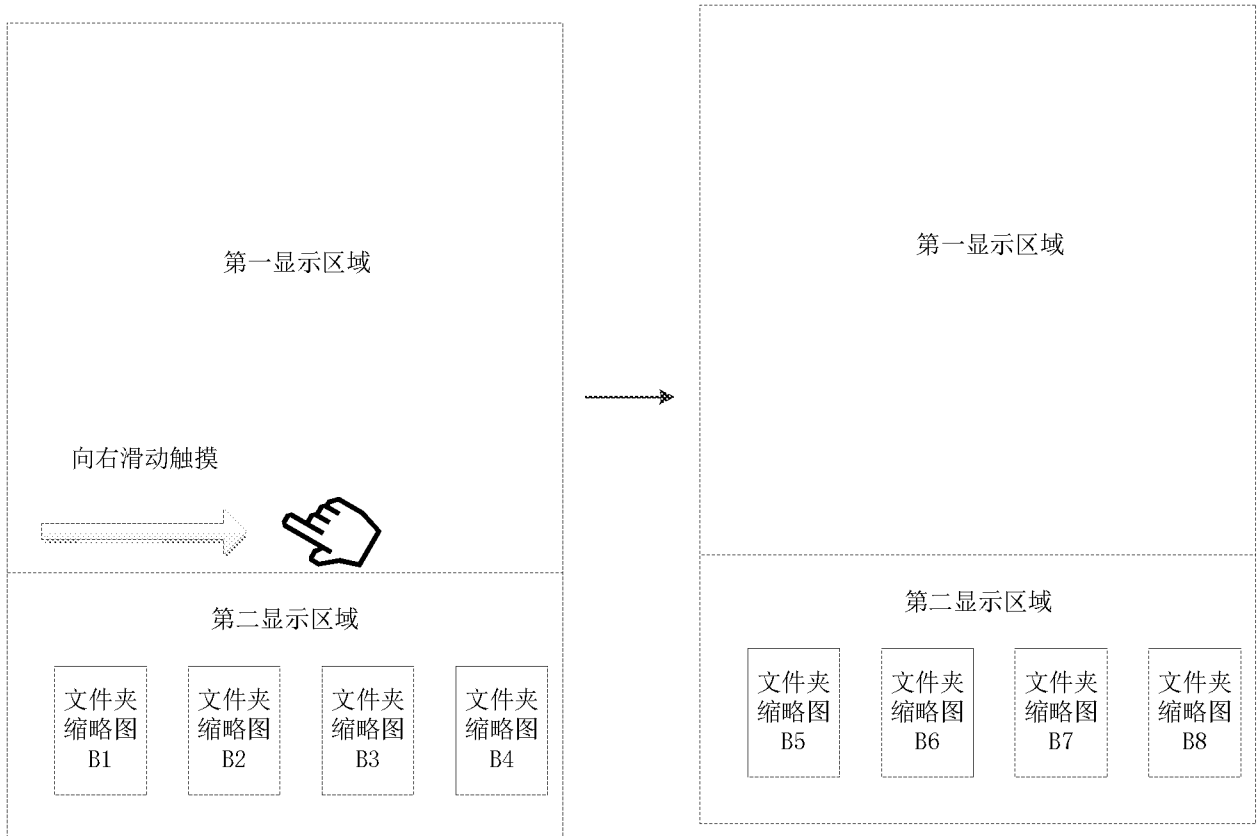 第一显示区域
向右滑动触摸
第二显示区域
文件夹
缩略图
B1
文件夹
缩略图
B2
文件夹
缩略图
B3
文件夹
缩略图
B4
第一显示区域
第二显示区域
文件夹
缩略图
B5
文件夹
缩略图
B6
文件夹
缩略图
B7
文件夹
缩略图
B8